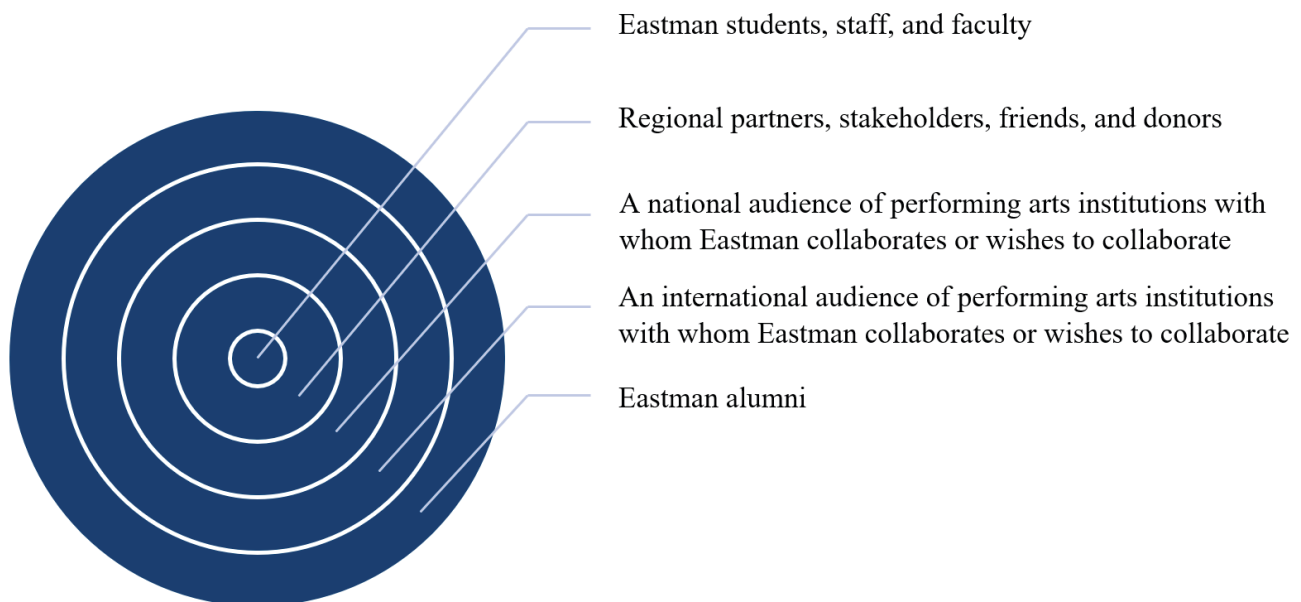 Eastman students, staff, and faculty
Regional partners, stakeholders, friends, and donors
A national audience of performing arts institutions with
whom Eastman collaborates or wishes to collaborate
An international audience of performing arts institutions
with whom Eastman collaborates or wishes to collaborate
Eastman alumni